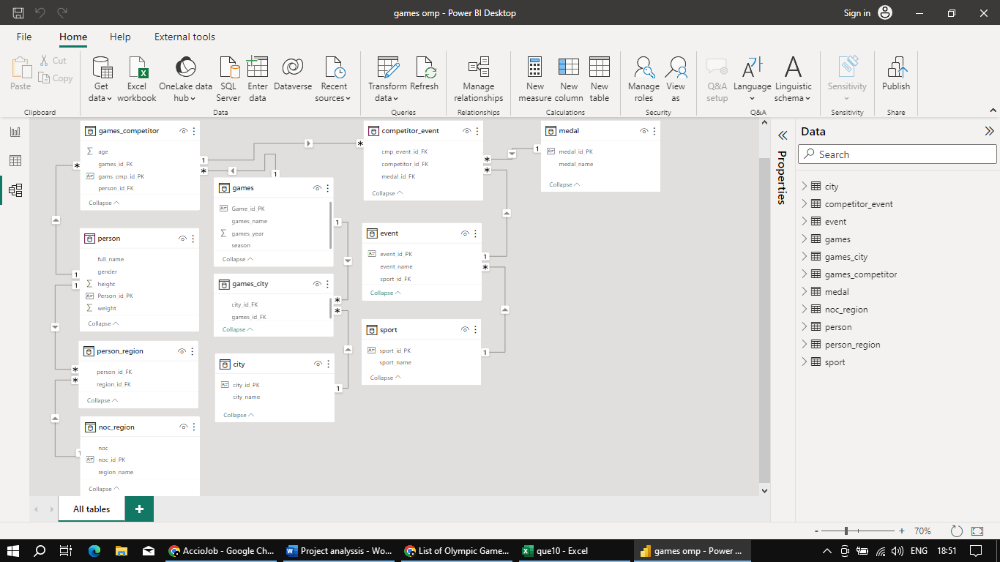 games omp - Power BI Desktop
Sign in
File
Home
Help
External tools
Paste
Cut
Copy
Clipboard
Get data
Excel workbook
OneLake data hub
SQL Server
Enter data
Dataverse
Recent sources
Data
Transform data
Refresh
Queries
Manage relationships
Relationships
New measure
New column
New table
Calculations
Manage roles
View as
Security
Q&A setup
Language
Linguistic schema
Q&A
Sensitivity
Sensitivity
Publish
Share
games_competitor
age
games_id_FK
gams_cmp_id_PK
person_id_FK
Collapse
person
full_name
gender
height
Person_id_PK
weight
Collapse
person_region
person_id_FK
region_id_FK
Collapse
noc_region
noc
noc_id_PK
region_name
Collapse
games
Game_id_PK
games_name
games_year
season
Collapse
games_city
city_id_FK
games_id_FK
Collapse
city
city_id_PK
city_name
Collapse
competitor_event
cmp_event_id_FK
competitor_id_FK
medal_id_FK
Collapse
event
event_id_PK
event_name
sport_id_FK
Collapse
sport
sport_id_PK
sport_name
Collapse
medal
medal_id_PK
medal_name
Collapse
1
*
*
1
*
1
1
*
*
1
1
*
*
1
*
*
1
1
*
1
Properties
Data
Search
city
competitor_event
event
games
games_city
games_competitor
medal
noc_region
person
person_region
sport
All tables
+
- + 70%
AccioJob - Google Ch...
Project analyssis - Wo...
List of Olympic Game...
que10 - Excel
games omp - Power ...
ENG
18:51